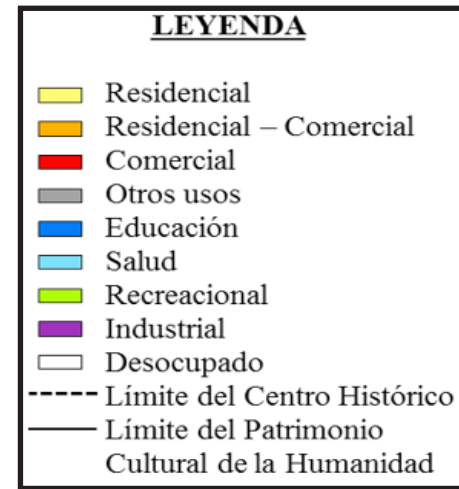 LEYENDA
Residencial
Residencial – Comercial
Comercial
Otros usos
Educación
Salud
Recreacional
Industrial
Desocupado
Límite del Centro Histórico
Límite del Patrimonio
Cultural de la Humanidad